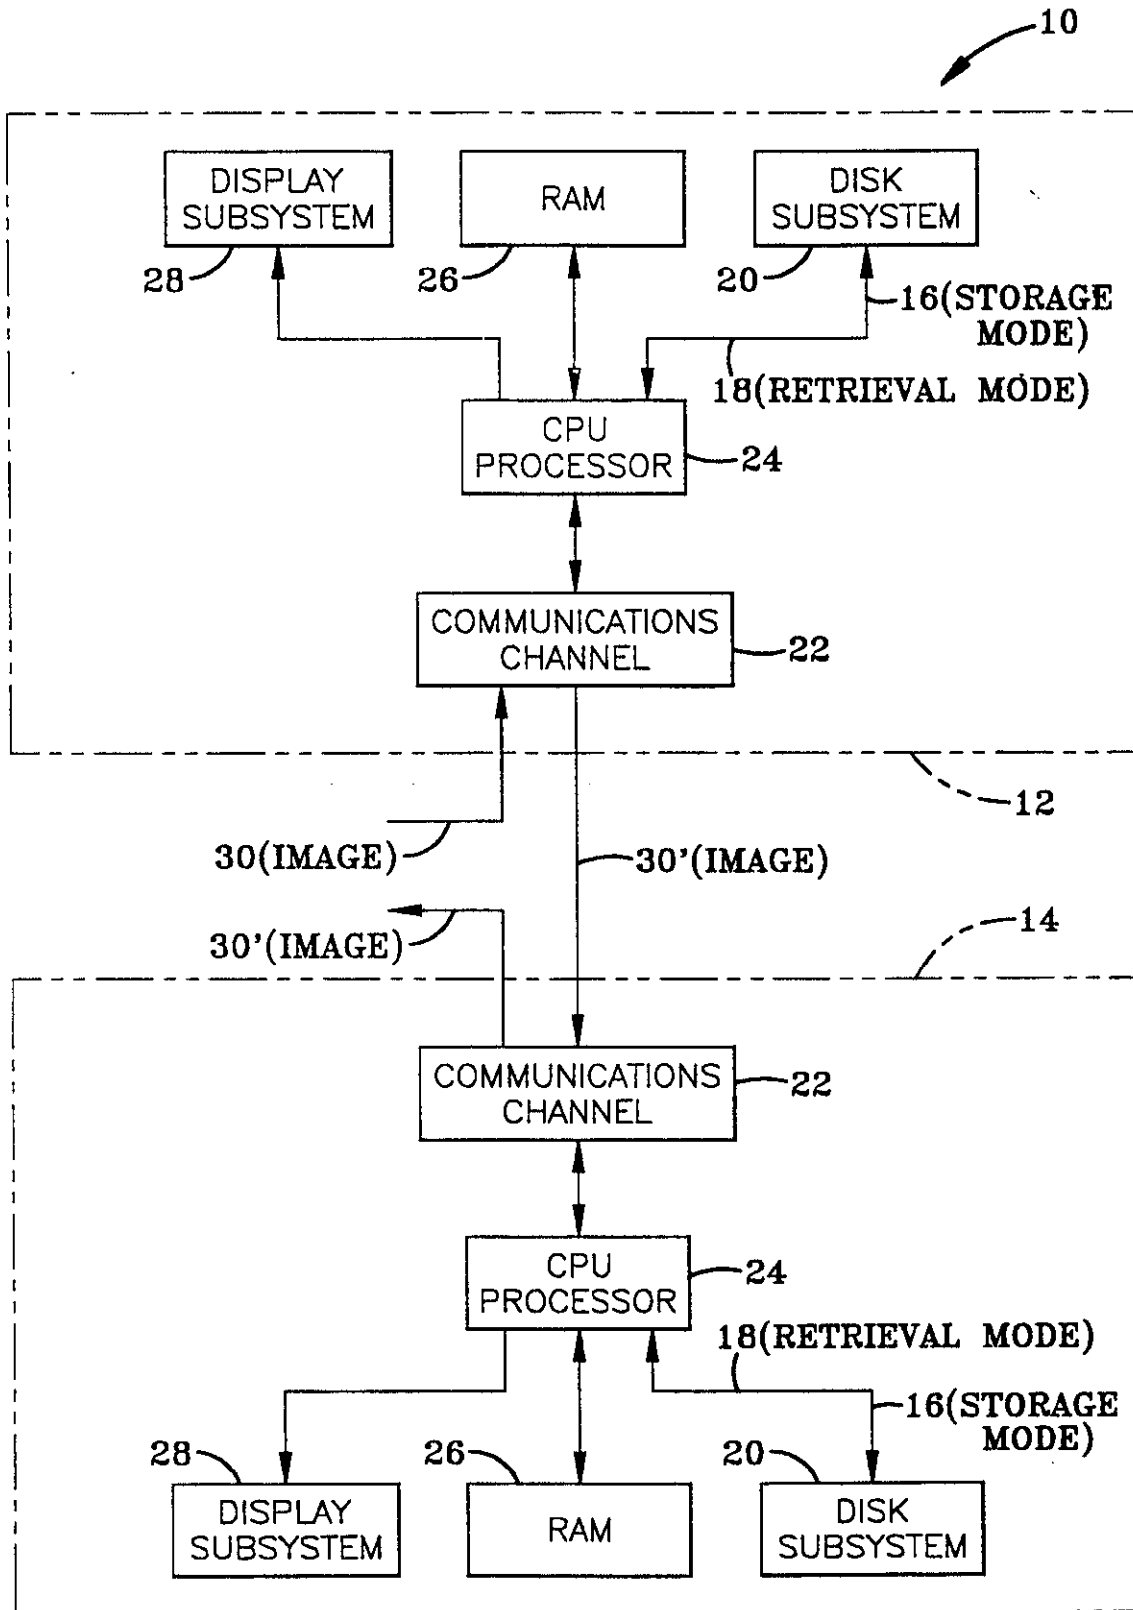 10
DISPLAY
SUBSYSTEM
RAM
DISK
SUBSYSTEM
28
26
20
16(STORAGE
MODE)
18(RETRIEVAL MODE)
CPU
PROCESSOR
24
COMMUNICATIONS
CHANNEL
22
12
30(IMAGE)
30'(IMAGE)
30'(IMAGE)
14
COMMUNICATIONS
CHANNEL
22
CPU
PROCESSOR
24
18(RETRIEVAL MODE)
16(STORAGE
MODE)
28
26
20
DISPLAY
SUBSYSTEM
RAM
DISK
SUBSYSTEM